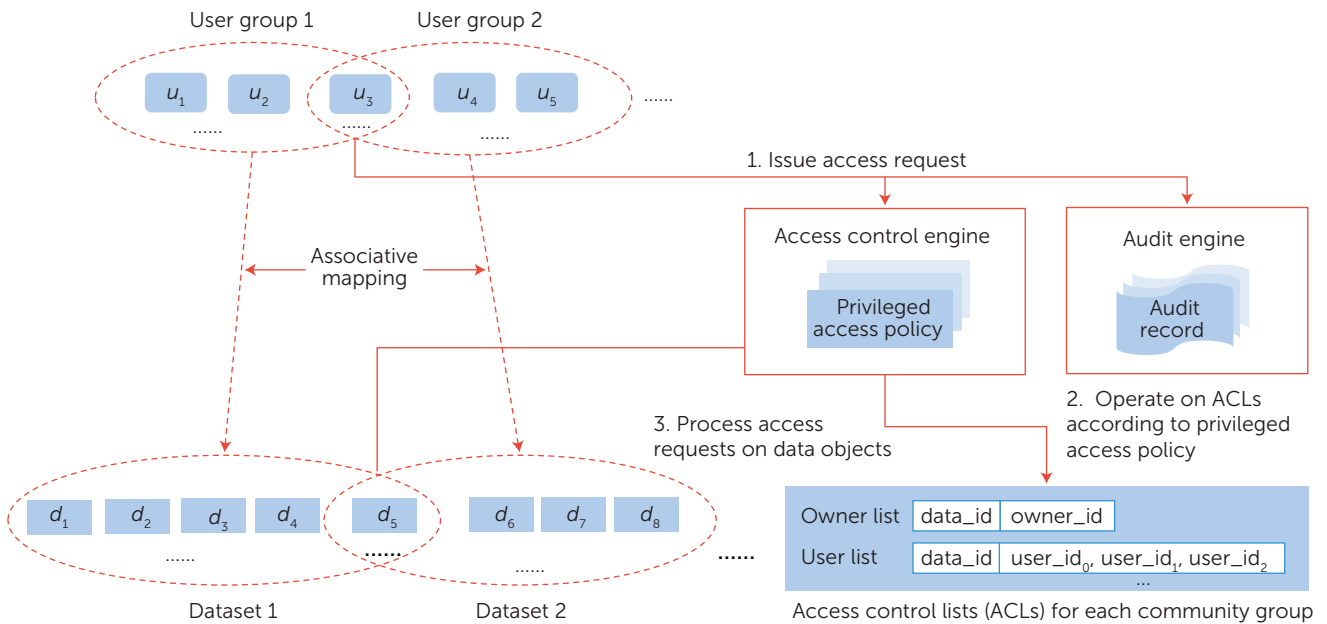 User group 1
User group 2
u₁
u₂
u₃
u₄
u₅
......
......
......
......
1. Issue access request
Access control engine
Privileged
access policy
Audit engine
Audit
record
Associative
mapping
2. Operate on ACLs
according to privileged
access policy
3. Process access
requests on data objects
d₁
d₂
d₃
d₄
d₅
d₆
d₇
d₈
......
......
......
......
Dataset 1
Dataset 2
Owner list data_id owner_id
User list data_id user_id₀, user_id₁, user_id₂
...
Access control lists (ACLs) for each community group